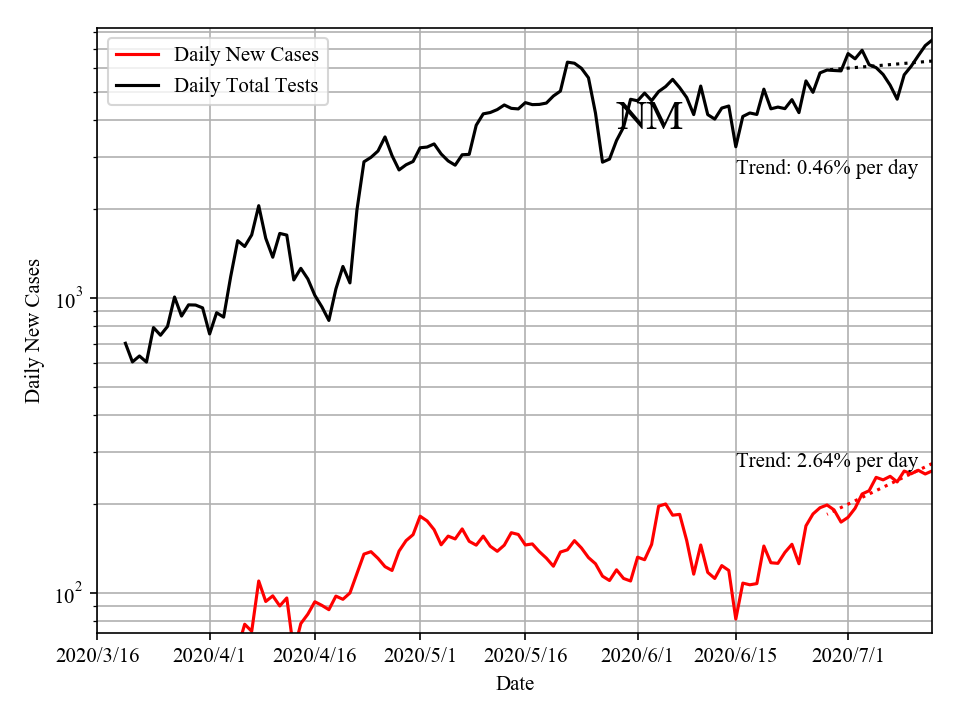 Daily New Cases
Daily Total Tests
NM
Trend: 0.46% per day
Trend: 2.64% per day
Daily New Cases
10^3
10^2
2020/3/16 2020/4/1 2020/4/16 2020/5/1 2020/5/16 2020/6/1 2020/6/15 2020/7/1
Date